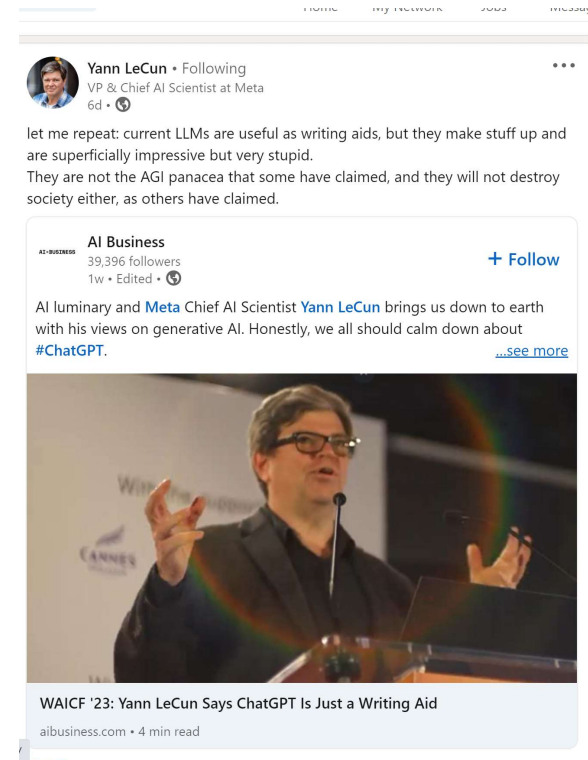 Yann LeCun • Following
VP & Chief AI Scientist at Meta
6d •
let me repeat: current LLMs are useful as writing aids, but they make stuff up and
are superficially impressive but very stupid.
They are not the AGI panacea that some have claimed, and they will not destroy
society either, as others have claimed.
AI BUSINESS
AI Business
39,396 followers
1w • Edited •
+ Follow
AI luminary and Meta Chief AI Scientist Yann LeCun brings us down to earth
with his views on generative AI. Honestly, we all should calm down about
#ChatGPT.
...see more
CANNES
WAICF '23: Yann LeCun Says ChatGPT Is Just a Writing Aid
aibusiness.com • 4 min read